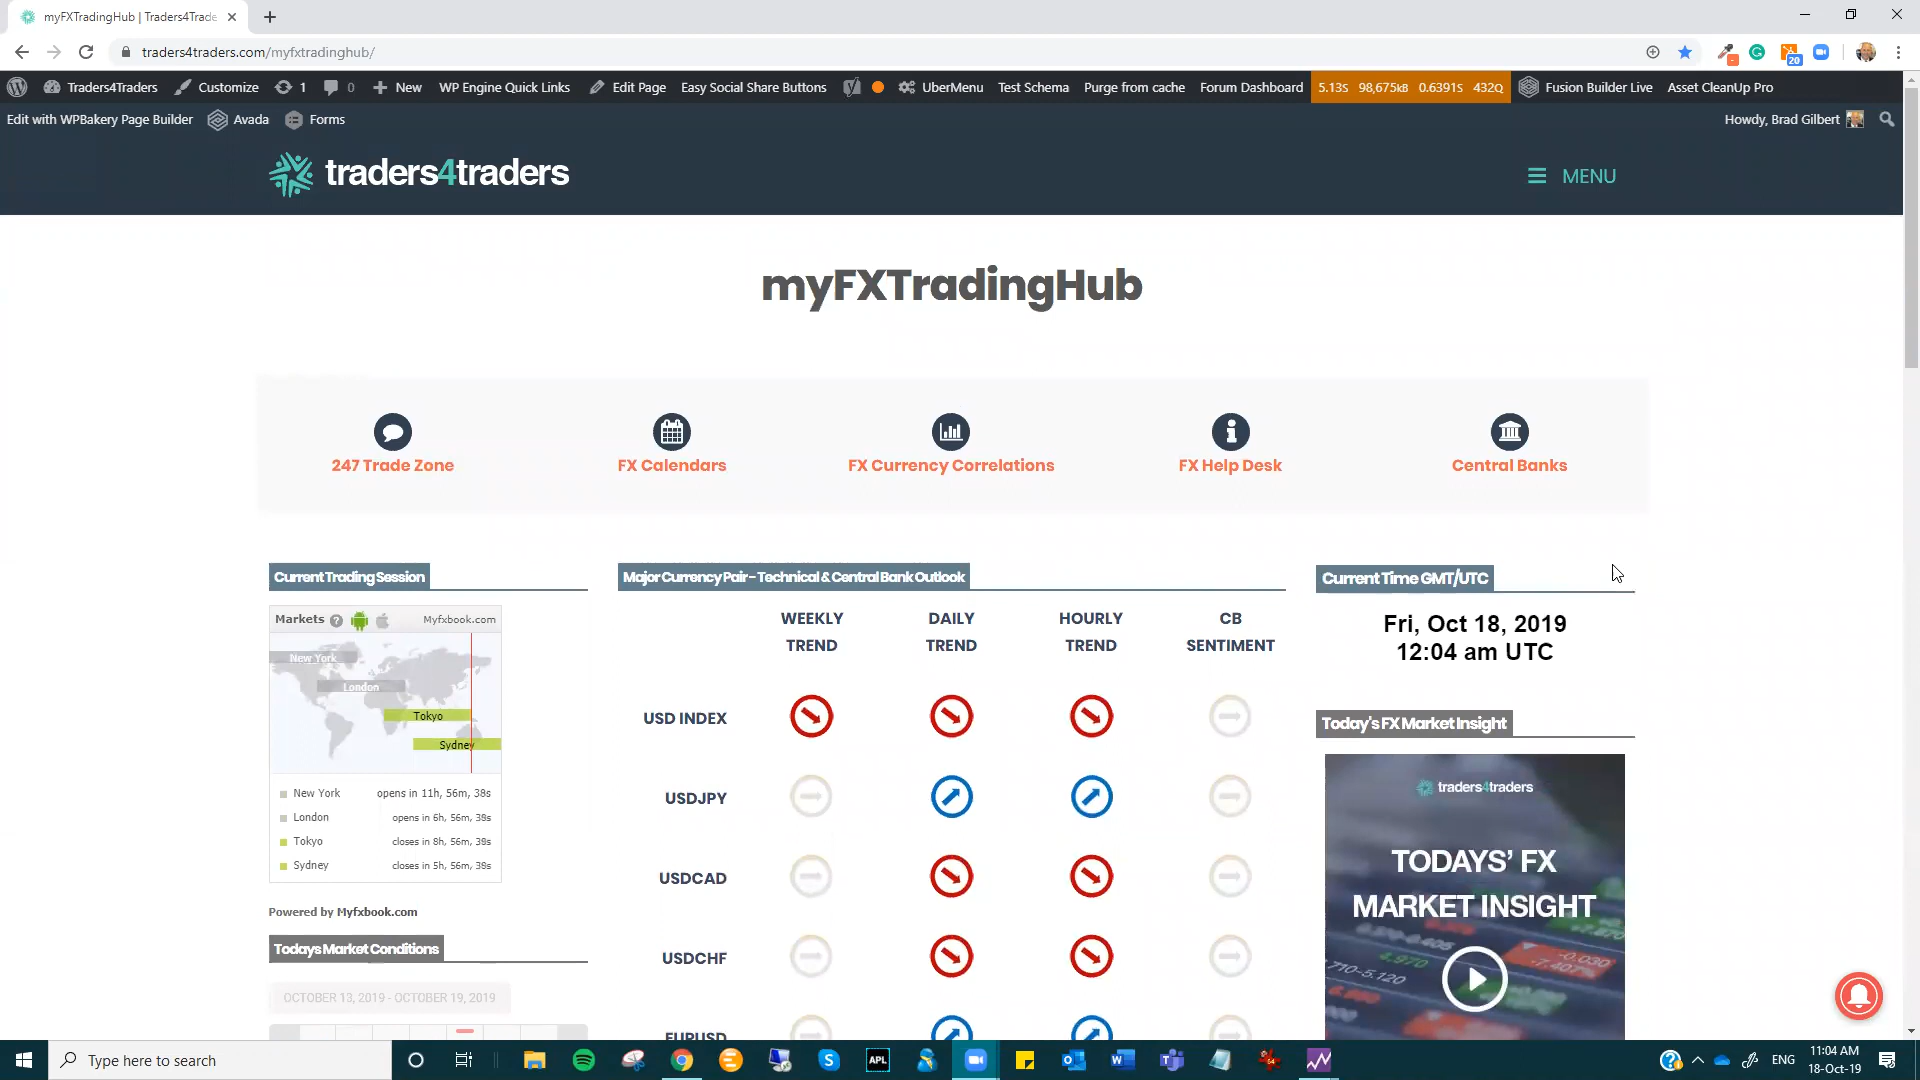 myFXTradingHub | Traders4Trade
traders4traders.com/myfxtradinghub/
20
Traders4Traders Customize 1 0 New WP Engine Quick Links Edit Page Easy Social Share Buttons UberMenu Test Schema Purge from cache Forum Dashboard 5.13S 98,675KB 0.6391S 432Q Fusion Builder Live Asset CleanUp Pro
Edit with WPBakery Page Builder Avada Forms Howdy, Brad Gilbert
traders4traders
MENU
myFXTradingHub
247 Trade Zone FX Calendars FX Currency Correlations FX Help Desk Central Banks
Current Trading Session
Markets ? Myfxbook.com
New York
London
Tokyo
Sydney
New York opens in 11h, 56m, 38s
London opens in 6h, 56m, 38s
Tokyo closes in 8h, 56m, 38s
Sydney closes in 5h, 56m, 38s
Powered by Myfxbook.com
Todays Market Conditions
OCTOBER 13, 2019 - OCTOBER 19, 2019
Major Currency Pair - Technical & Central Bank Outlook
WEEKLY DAILY HOURLY CB
TREND TREND TREND SENTIMENT
USD INDEX
USDJPY
USDCAD
USDCHF
EURUSD
Current Time GMT/UTC
Fri, Oct 18, 2019
12:04 am UTC
Today's FX Market Insight
traders4traders
TODAYS' FX
MARKET INSIGHT
Type here to search
APL
ENG
11:04 AM
18-Oct-19